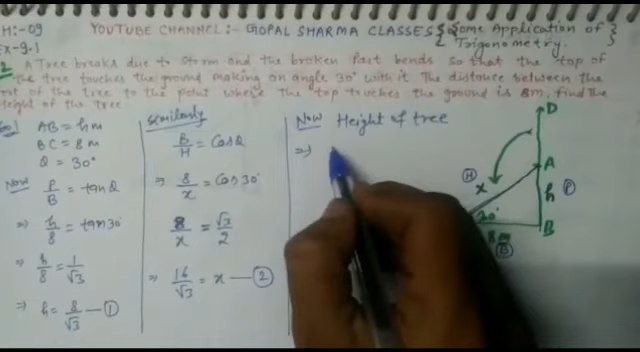 H:-09 YOUTUBE CHANNEL:- GOPAL SHARMA CLASSES {Some Application of Trigonometry.}
EX-9.1
2. A Tree breaks due to Storm and the broken Part bends So that the top of
the tree touches the ground making an angle 30° with it. The distance between the
of the tree to the point where the top touches the ground is 8m, find the
Height of the tree.
AB = h m
BC = 8 m
Q = 30°
Now P/B = tan Q
⇒ h/8 = tan 30°
⇒ h/8 = 1/√3
⇒ h = 8/√3 — ①
Similarly
B/H = Cos Q
⇒ 8/x = Cos 30°
8/x = √3/2
⇒ 16/√3 = x — ②
Now Height of tree
⇒
D
A
H
x
h
P
30°
B
8m
B